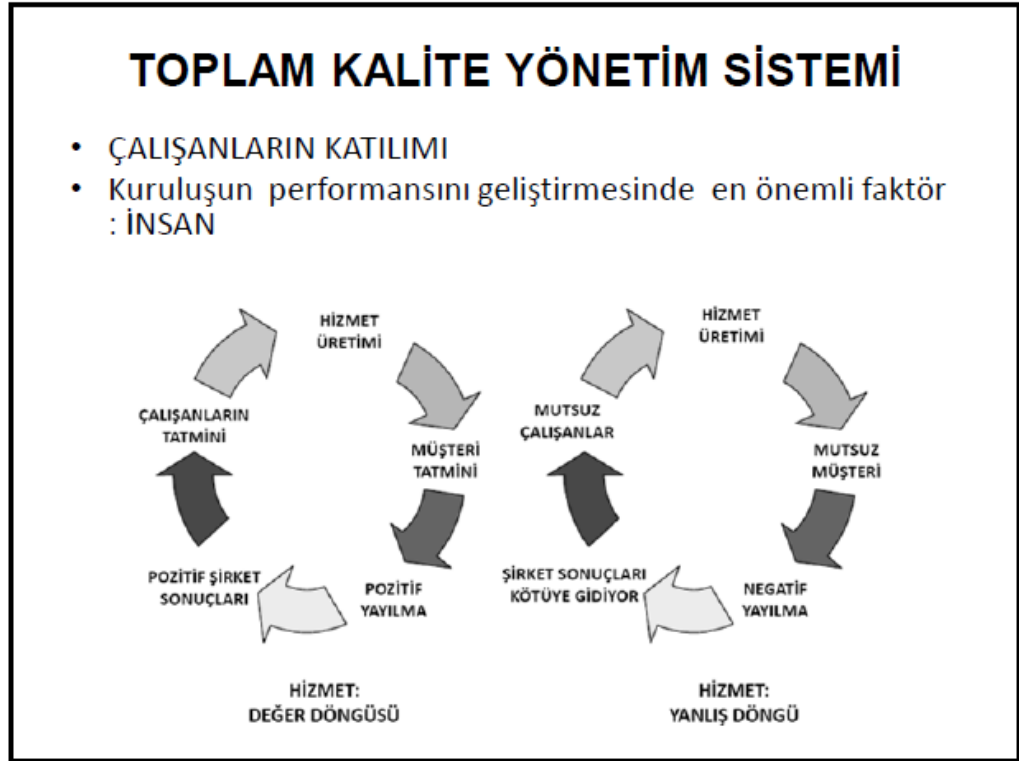 TOPLAM KALİTE YÖNETİM SİSTEMİ
• ÇALIŞANLARIN KATILIMI
• Kuruluşun performansını geliştirmesinde en önemli faktör
: İNSAN
HİZMET
ÜRETİMİ
MÜŞTERİ
TATMİNİ
POZİTİF
YAYILMA
POZİTİF ŞİRKET
SONUÇLARI
ÇALIŞANLARIN
TATMİNİ
HİZMET:
DEĞER DÖNGÜSÜ
HİZMET
ÜRETİMİ
MUTSUZ
MÜŞTERİ
NEGATİF
YAYILMA
ŞİRKET SONUÇLARI
KÖTÜYE GİDİYOR
MUTSUZ
ÇALIŞANLAR
HİZMET:
YANLIŞ DÖNGÜ